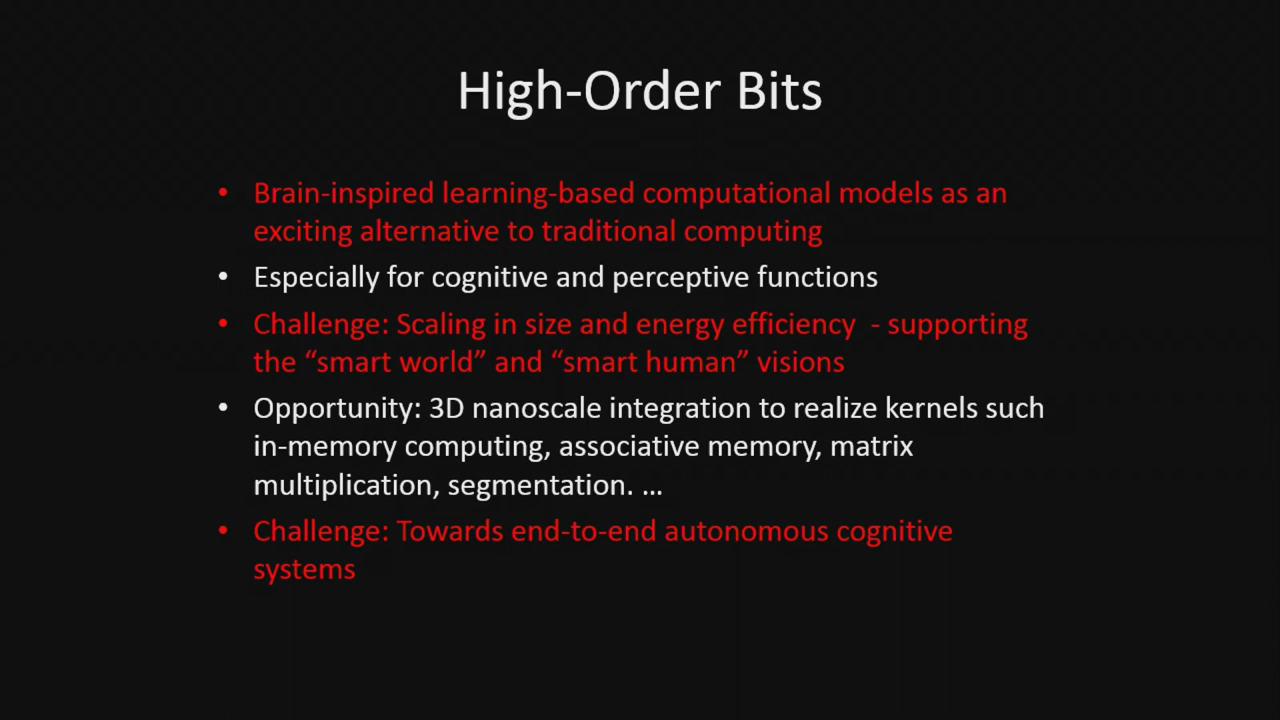 High-Order Bits
• Brain-inspired learning-based computational models as an
exciting alternative to traditional computing
• Especially for cognitive and perceptive functions
• Challenge: Scaling in size and energy efficiency  - supporting
the “smart world” and “smart human” visions
• Opportunity: 3D nanoscale integration to realize kernels such
in-memory computing, associative memory, matrix
multiplication, segmentation. …
• Challenge: Towards end-to-end autonomous cognitive
systems